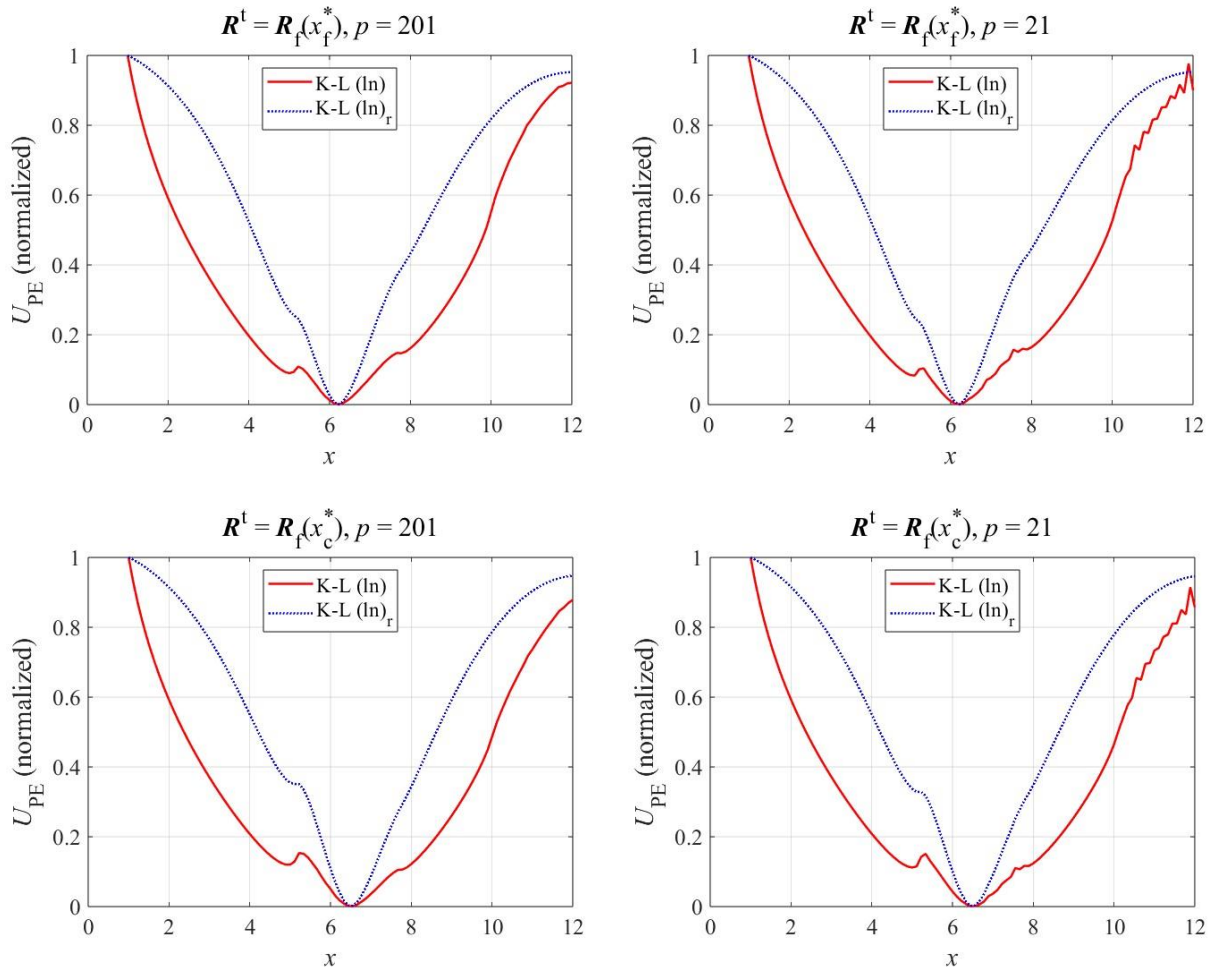 R^t = R_f(x_f^*), p = 201
1
0.8
0.6
0.4
0.2
0
U_PE (normalized)
K-L (ln)
K-L (ln)_r
0 2 4 6 8 10 12
x
R^t = R_f(x_f^*), p = 21
1
0.8
0.6
0.4
0.2
0
U_PE (normalized)
K-L (ln)
K-L (ln)_r
0 2 4 6 8 10 12
x
R^t = R_f(x_c^*), p = 201
1
0.8
0.6
0.4
0.2
0
U_PE (normalized)
K-L (ln)
K-L (ln)_r
0 2 4 6 8 10 12
x
R^t = R_f(x_c^*), p = 21
1
0.8
0.6
0.4
0.2
0
U_PE (normalized)
K-L (ln)
K-L (ln)_r
0 2 4 6 8 10 12
x